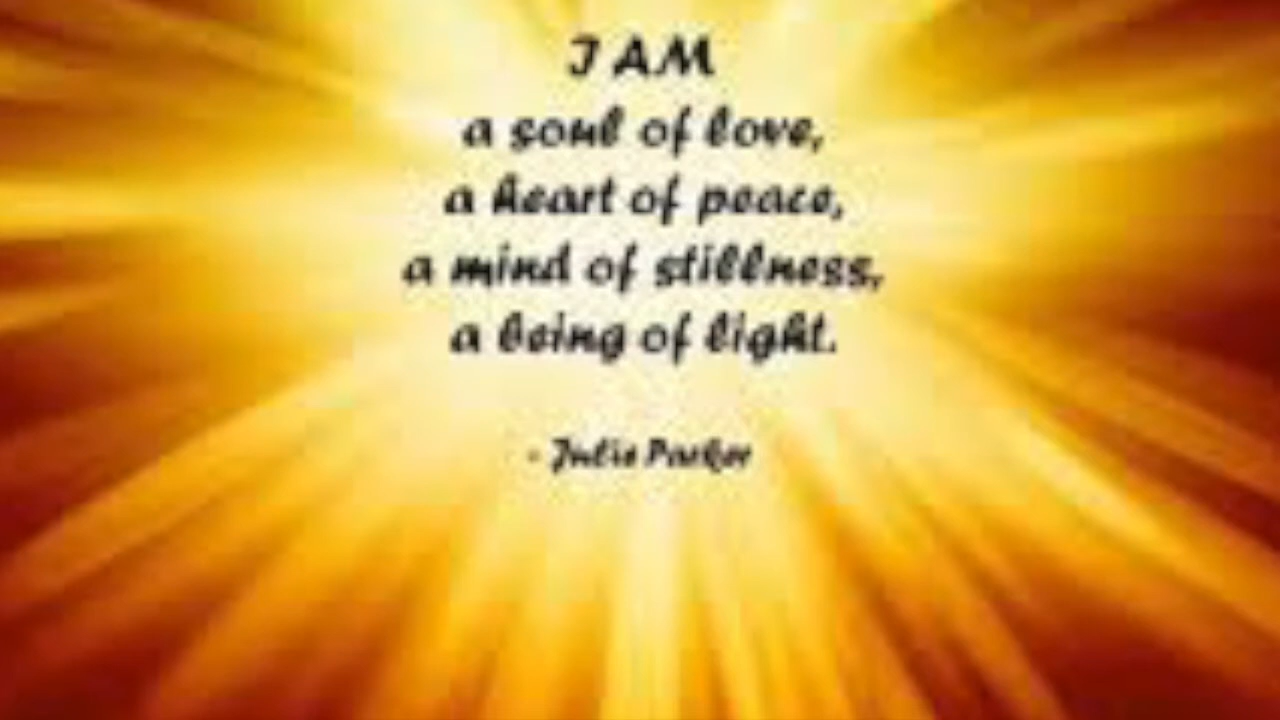 I AM
a soul of love,
a heart of peace,
a mind of stillness,
a being of light.
- Julie Parker